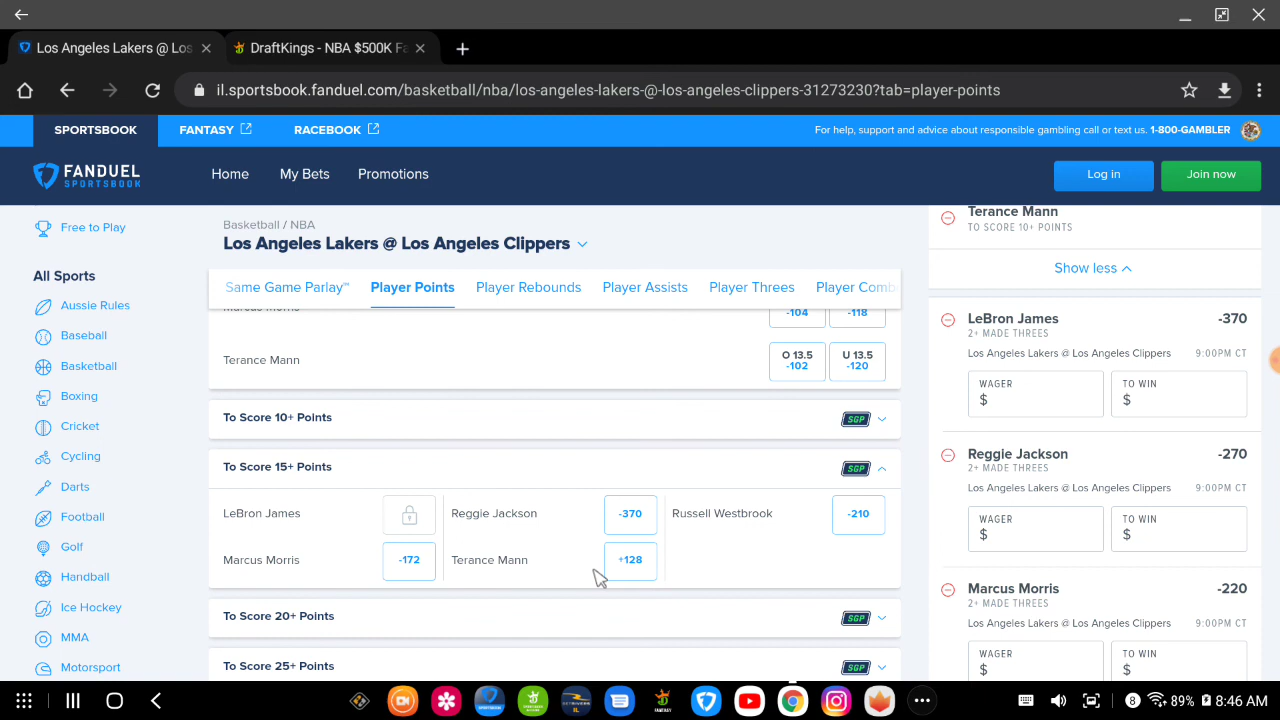 Los Angeles Lakers @ Los
DraftKings - NBA $500K Fa
il.sportsbook.fanduel.com/basketball/nba/los-angeles-lakers-@-los-angeles-clippers-31273230?tab=player-points
SPORTSBOOK
FANTASY
RACEBOOK
For help, support and advice about responsible gambling call or text us. 1-800-GAMBLER
FANDUEL
SPORTSBOOK
Home
My Bets
Promotions
Log in
Join now
Free to Play
All Sports
Aussie Rules
Baseball
Basketball
Boxing
Cricket
Cycling
Darts
Football
Golf
Handball
Ice Hockey
MMA
Motorsport
Basketball / NBA
Los Angeles Lakers @ Los Angeles Clippers
Same Game Parlay™
Player Points
Player Rebounds
Player Assists
Player Threes
Player Comb
Marcus Morris
-104
-118
Terance Mann
O 13.5
-102
U 13.5
-120
To Score 10+ Points
SGP
To Score 15+ Points
SGP
LeBron James
Reggie Jackson
-370
Russell Westbrook
-210
Marcus Morris
-172
Terance Mann
+128
To Score 20+ Points
SGP
To Score 25+ Points
SGP
Terance Mann
TO SCORE 10+ POINTS
Show less
LeBron James
-370
2+ MADE THREES
Los Angeles Lakers @ Los Angeles Clippers
9:00PM CT
WAGER
$
TO WIN
$
Reggie Jackson
-270
2+ MADE THREES
Los Angeles Lakers @ Los Angeles Clippers
9:00PM CT
WAGER
$
TO WIN
$
Marcus Morris
-220
2+ MADE THREES
Los Angeles Lakers @ Los Angeles Clippers
9:00PM CT
WAGER
$
TO WIN
$
8
89%
8:46 AM